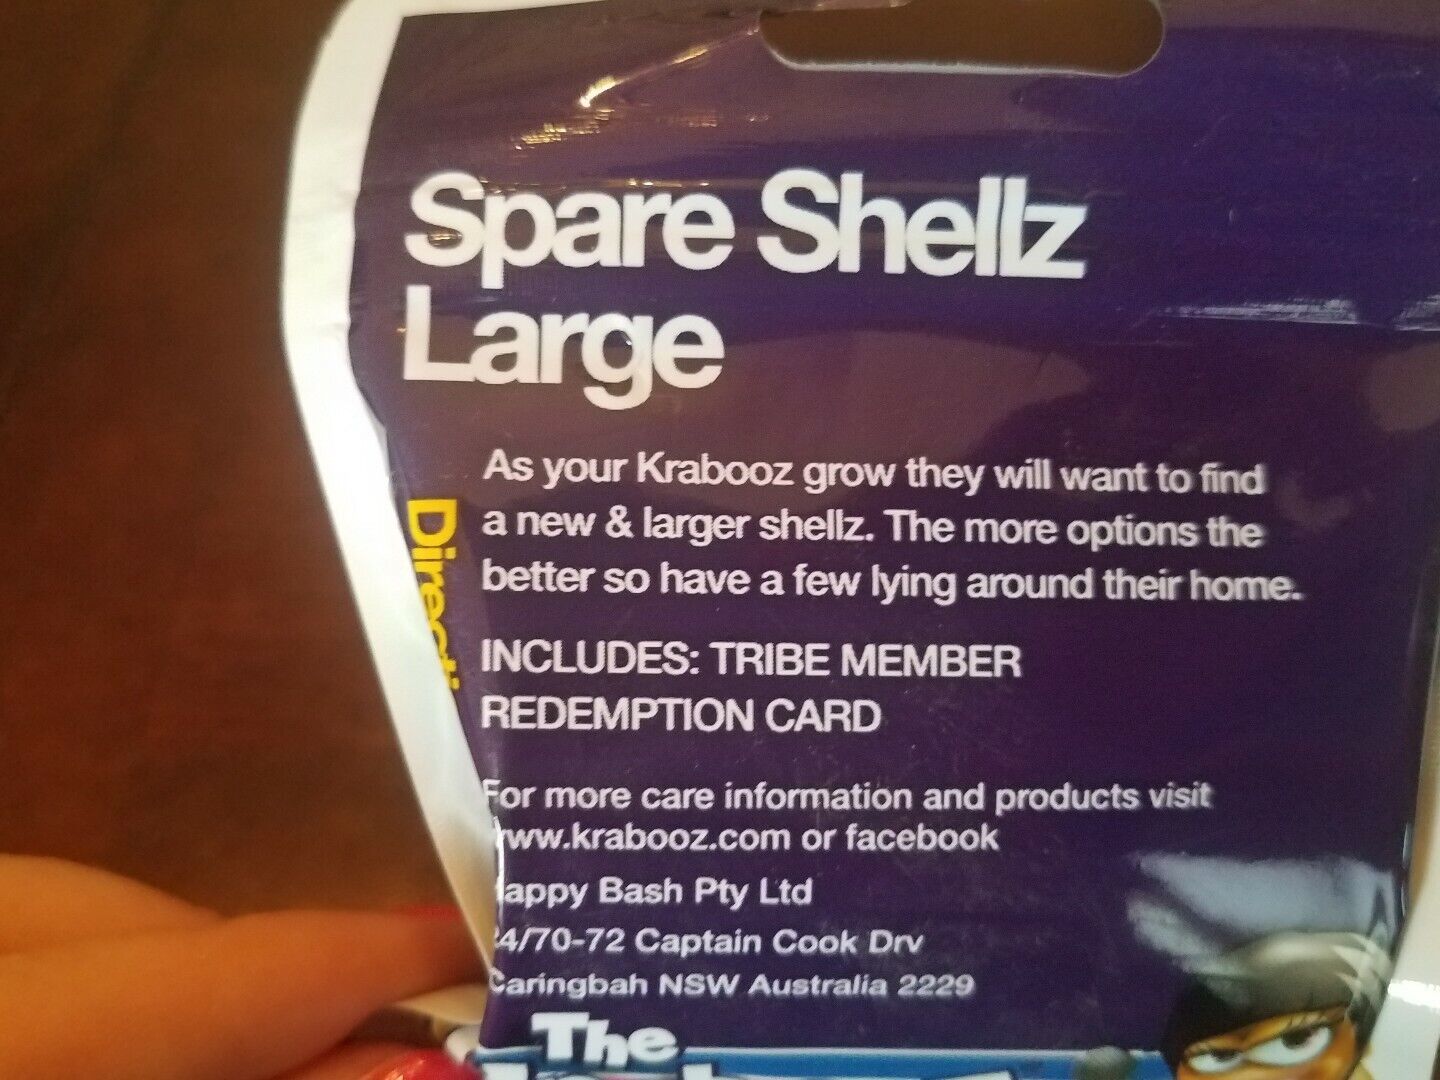 Spare Shellz
Large
As your Krabooz grow they will want to find
a new & larger shellz. The more options the
better so have a few lying around their home.
INCLUDES: TRIBE MEMBER
REDEMPTION CARD
For more care information and products visit
www.krabooz.com or facebook
Happy Bash Pty Ltd
4/70-72 Captain Cook Drv
Caringbah NSW Australia 2229
The
Directi